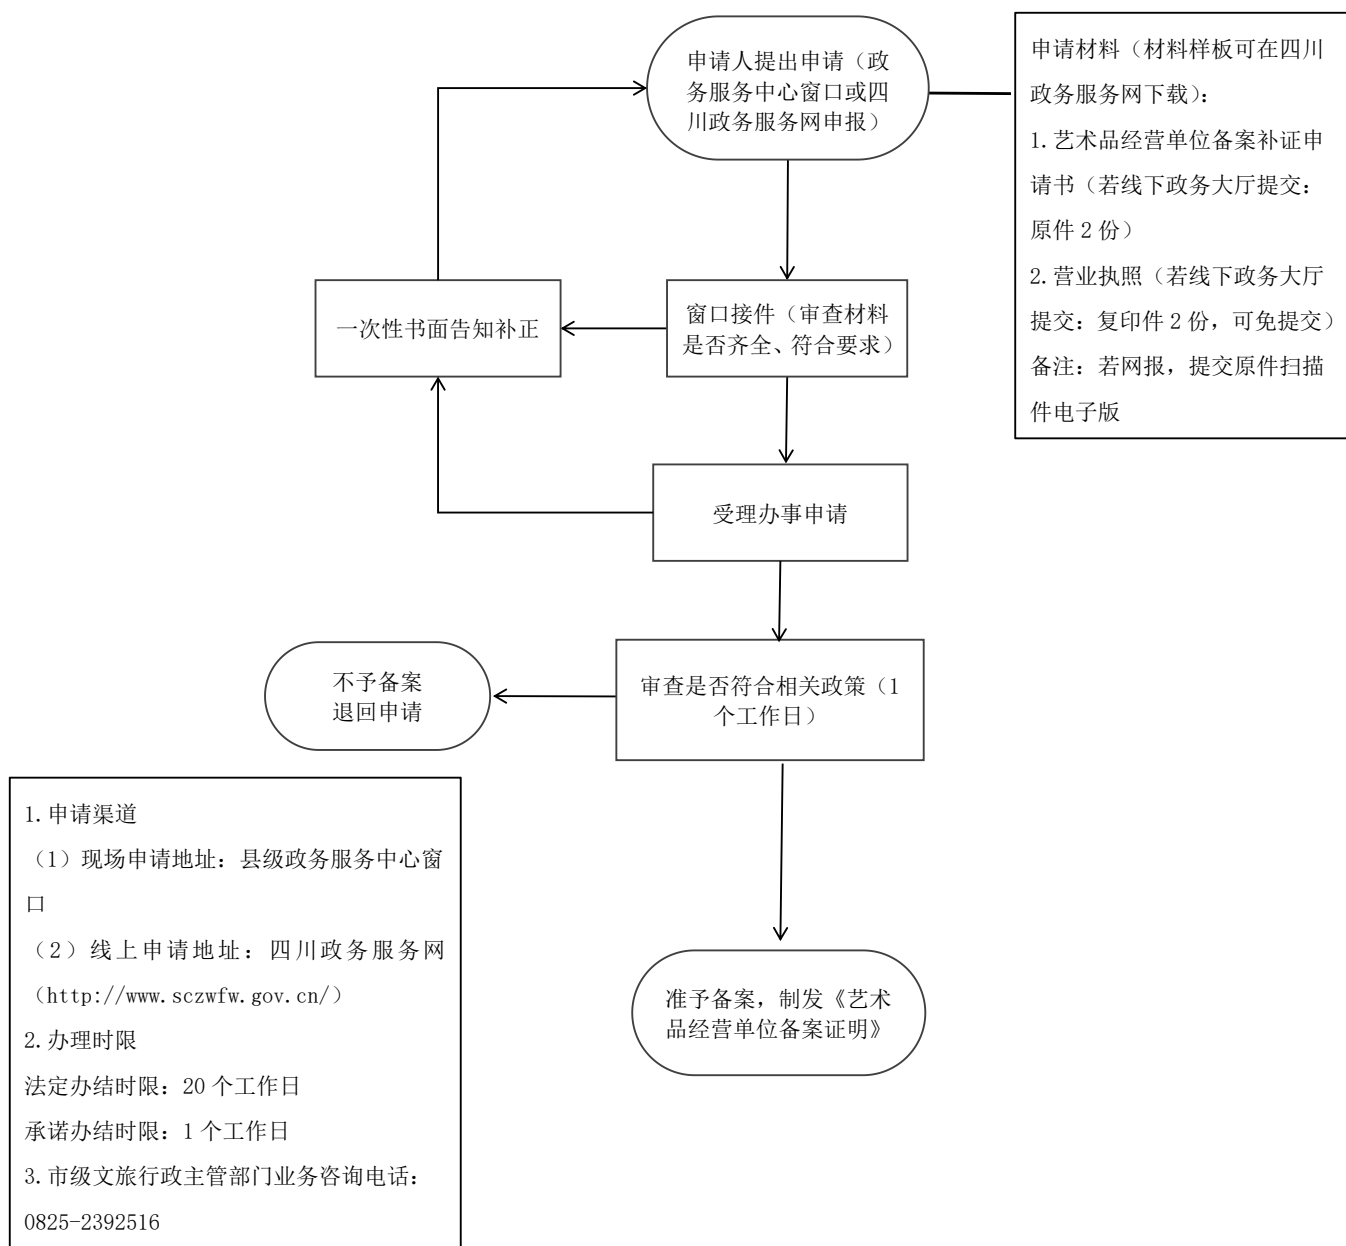 申请人提出申请（政
务服务中心窗口或四
川政务服务网申报）
申请材料（材料样板可在四川
政务服务网下载）：
1.艺术品经营单位备案补证申
请书（若线下政务大厅提交：
原件 2 份）
2.营业执照（若线下政务大厅
提交：复印件 2 份，可免提交）
备注：若网报，提交原件扫描
件电子版
一次性书面告知补正
窗口接件（审查材料
是否齐全、符合要求）
受理办事申请
不予备案
退回申请
审查是否符合相关政策（1
个工作日）
1.申请渠道
（1）现场申请地址：县级政务服务中心窗
口
（2）线上申请地址：四川政务服务网
（http://www.sczwfw.gov.cn/）
2.办理时限
法定办结时限：20 个工作日
承诺办结时限：1 个工作日
3.市级文旅行政主管部门业务咨询电话：
0825-2392516
准予备案，制发《艺术
品经营单位备案证明》